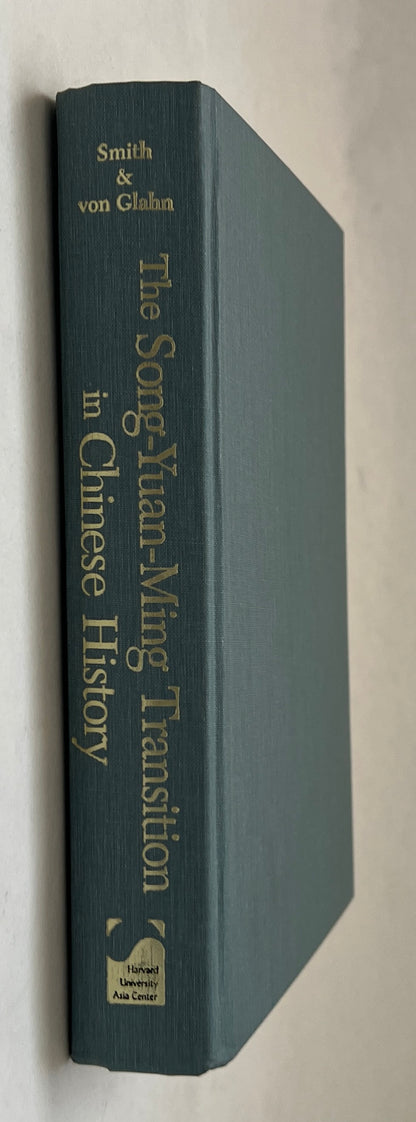 Smith
&
von Glahn
The Song-Yuan-Ming Transition
in Chinese History
Harvard
University
Asia Center